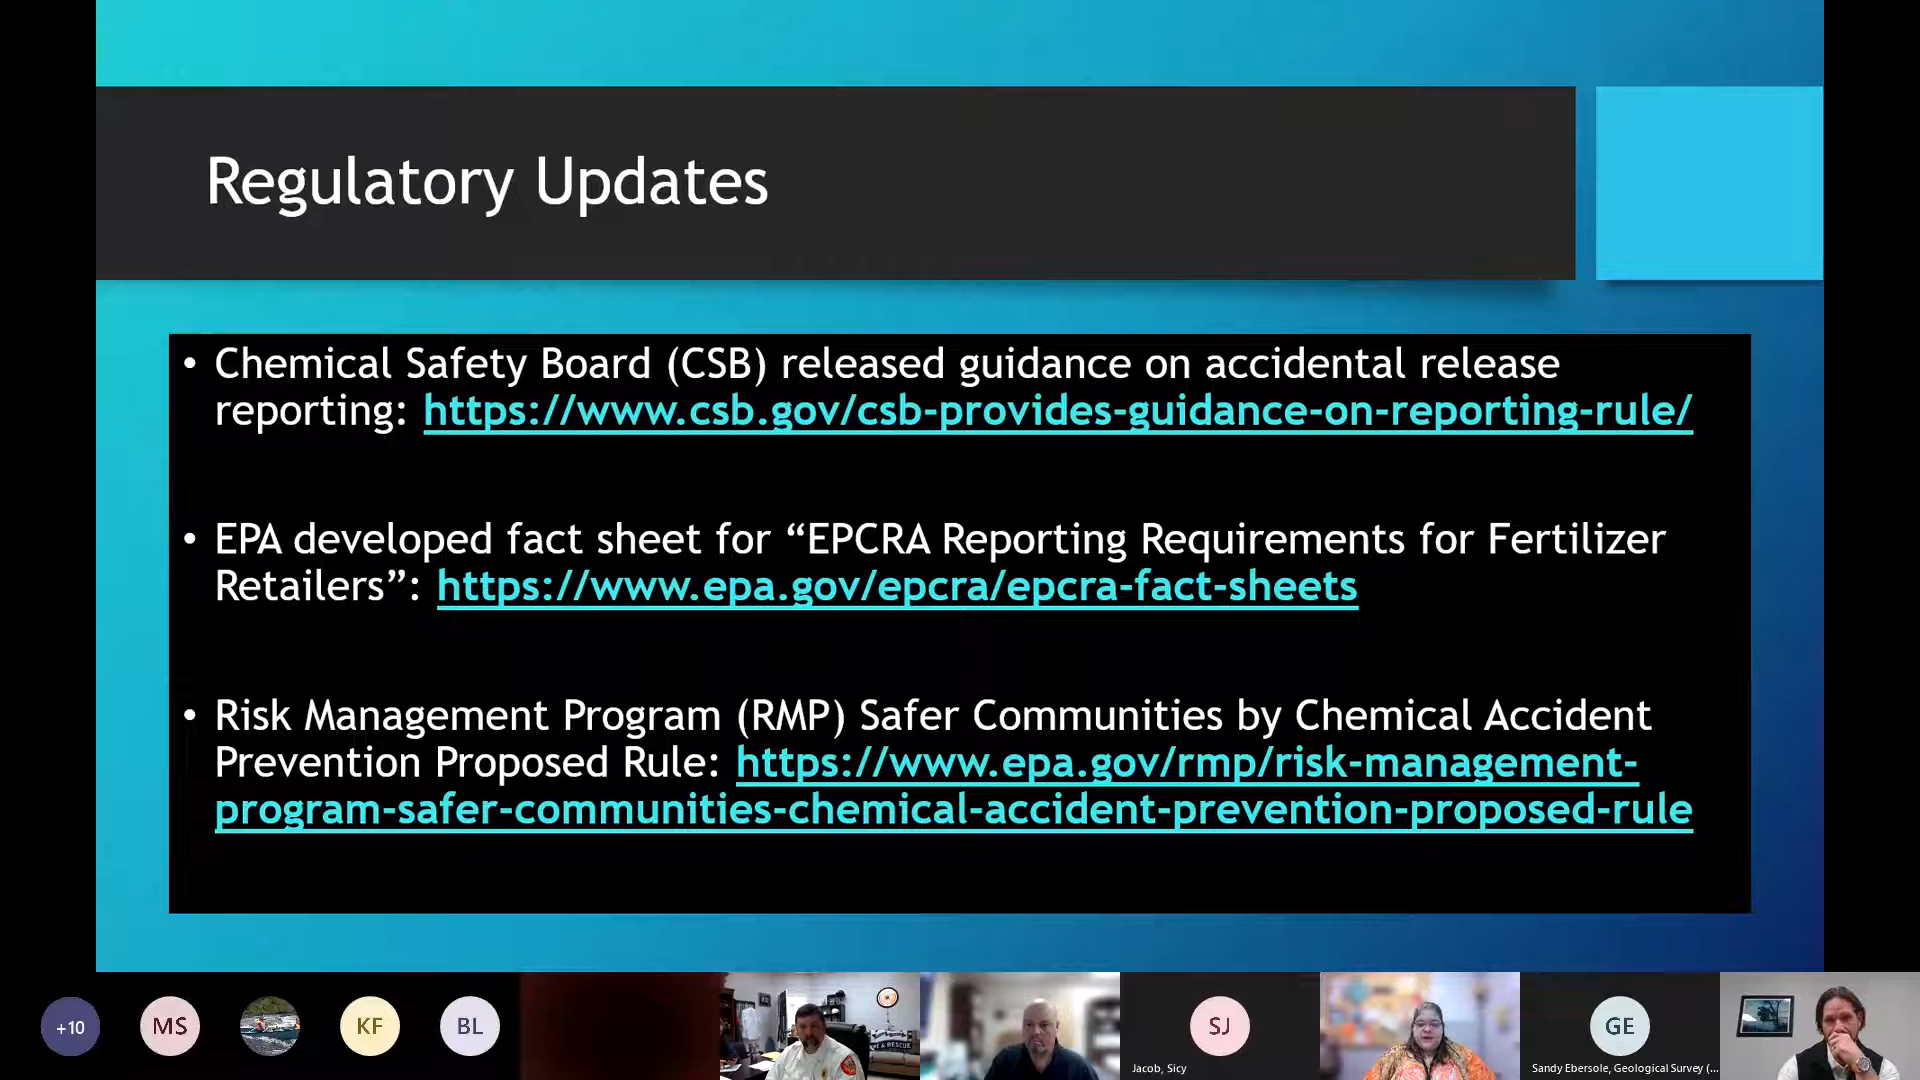 Regulatory Updates
• Chemical Safety Board (CSB) released guidance on accidental release
reporting: https://www.csb.gov/csb-provides-guidance-on-reporting-rule/
• EPA developed fact sheet for “EPCRA Reporting Requirements for Fertilizer
Retailers”: https://www.epa.gov/epcra/epcra-fact-sheets
• Risk Management Program (RMP) Safer Communities by Chemical Accident
Prevention Proposed Rule: https://www.epa.gov/rmp/risk-management-
program-safer-communities-chemical-accident-prevention-proposed-rule
+10
MS
KF
BL
& RESCUE
SJ
Jacob, Sicy
GE
Sandy Ebersole, Geological Survey (...